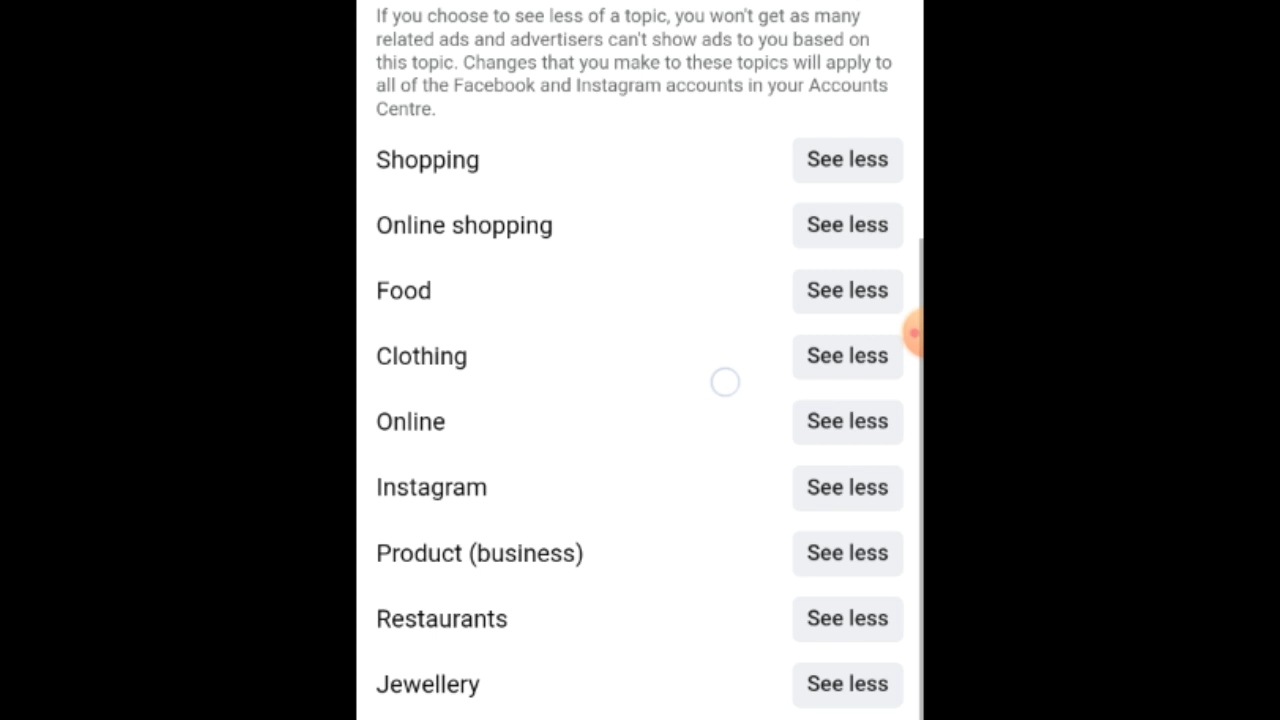 If you choose to see less of a topic, you won't get as many
related ads and advertisers can't show ads to you based on
this topic. Changes that you make to these topics will apply to
all of the Facebook and Instagram accounts in your Accounts
Centre.
Shopping See less
Online shopping See less
Food See less
Clothing See less
Online See less
Instagram See less
Product (business) See less
Restaurants See less
Jewellery See less